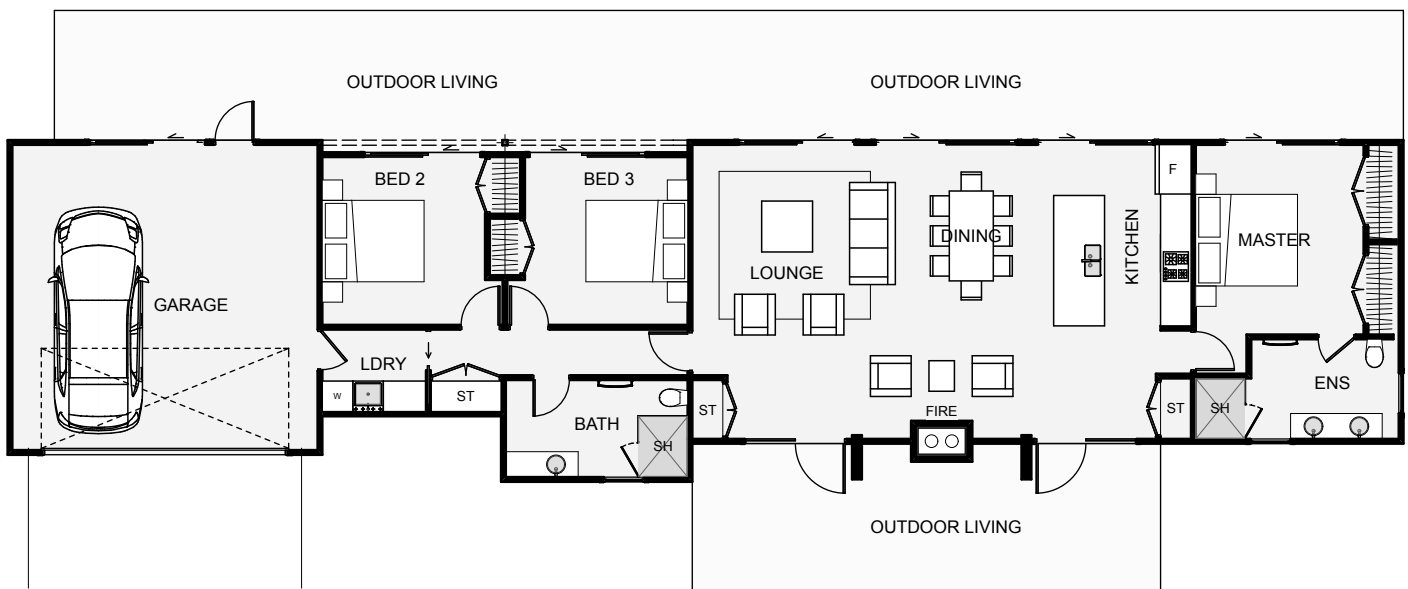 OUTDOOR LIVING
OUTDOOR LIVING
BED 2
BED 3
F
LOUNGE
DINING
KITCHEN
MASTER
GARAGE
LDRY
W
ST
BATH
SH
ST
FIRE
ST
SH
ENS
OUTDOOR LIVING